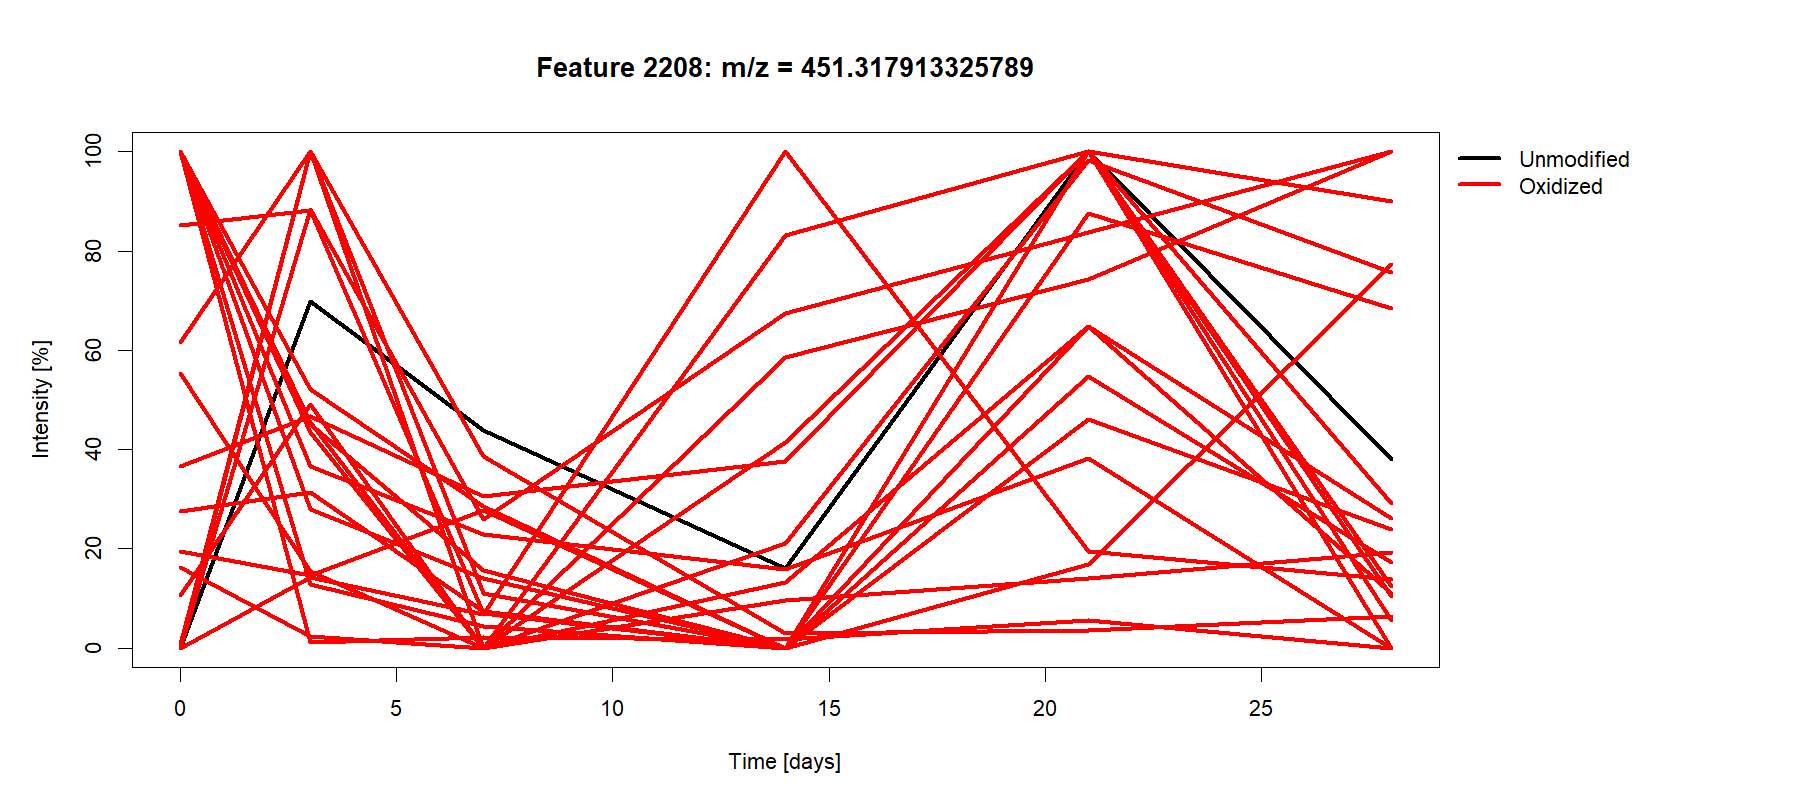 Feature 2208: m/z = 451.317913325789
Unmodified
Oxidized
Intensity [%]
100
80
60
40
20
0
0 5 10 15 20 25
Time [days]